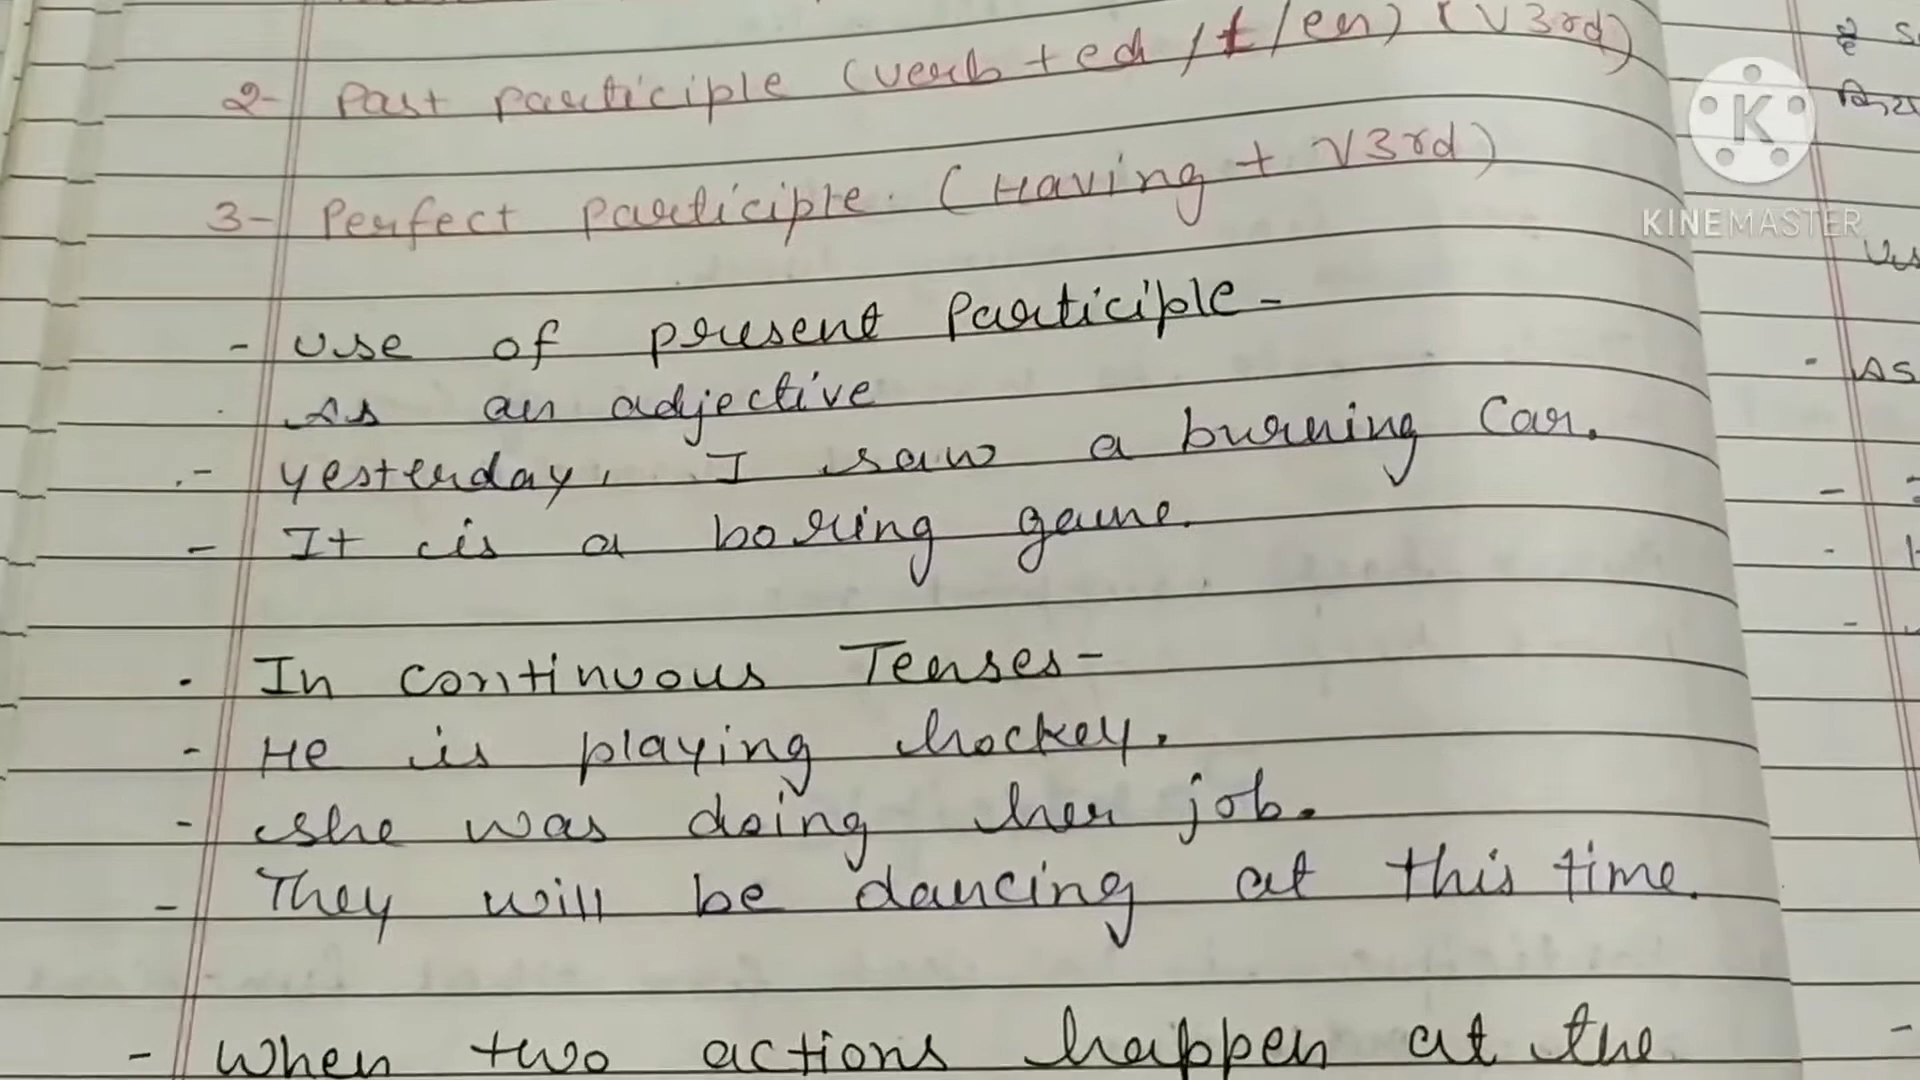 2- Past participle (verb + ed / t / en) (V3rd)
3- Perfect participle. (Having + V3rd)
- use of present Participle -
As an adjective
- yesterday, I saw a burning Car.
- It is a boring game.
. In continuous Tenses -
- He is playing hockey.
- she was doing her job.
- They will be dancing at this time.
- When two actions happen at the
K
KINEMASTER
है
- As